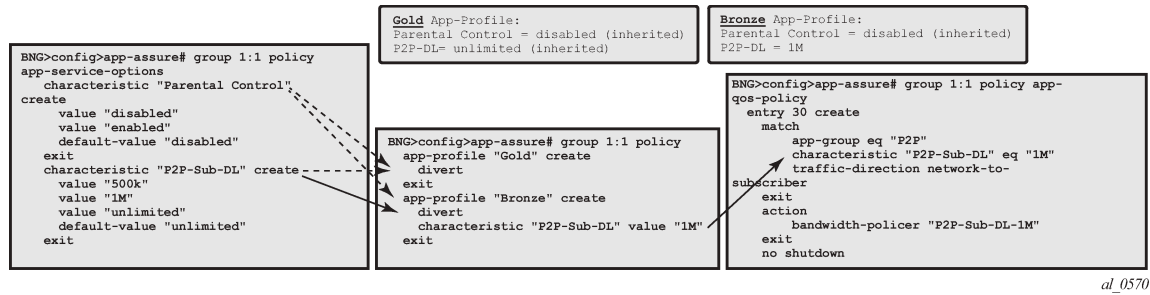 Gold App-Profile:
Parental Control = disabled (inherited)
P2P-DL= unlimited (inherited)
Bronze App-Profile:
Parental Control = disabled (inherited)
P2P-DL = 1M
BNG>config>app-assure# group 1:1 policy
app-service-options
characteristic "Parental Control"
create
value "disabled"
value "enabled"
default-value "disabled"
exit
characteristic "P2P-Sub-DL" create
value "500k"
value "1M"
value "unlimited"
default-value "unlimited"
exit
BNG>config>app-assure# group 1:1 policy
app-profile "Gold" create
divert
exit
app-profile "Bronze" create
divert
characteristic "P2P-Sub-DL" value "1M"
exit
BNG>config>app-assure# group 1:1 policy app-
qos-policy
entry 30 create
match
app-group eq "P2P"
characteristic "P2P-Sub-DL" eq "1M"
traffic-direction network-to-
subscriber
exit
action
bandwidth-policer "P2P-Sub-DL-1M"
exit
no shutdown
al_0570